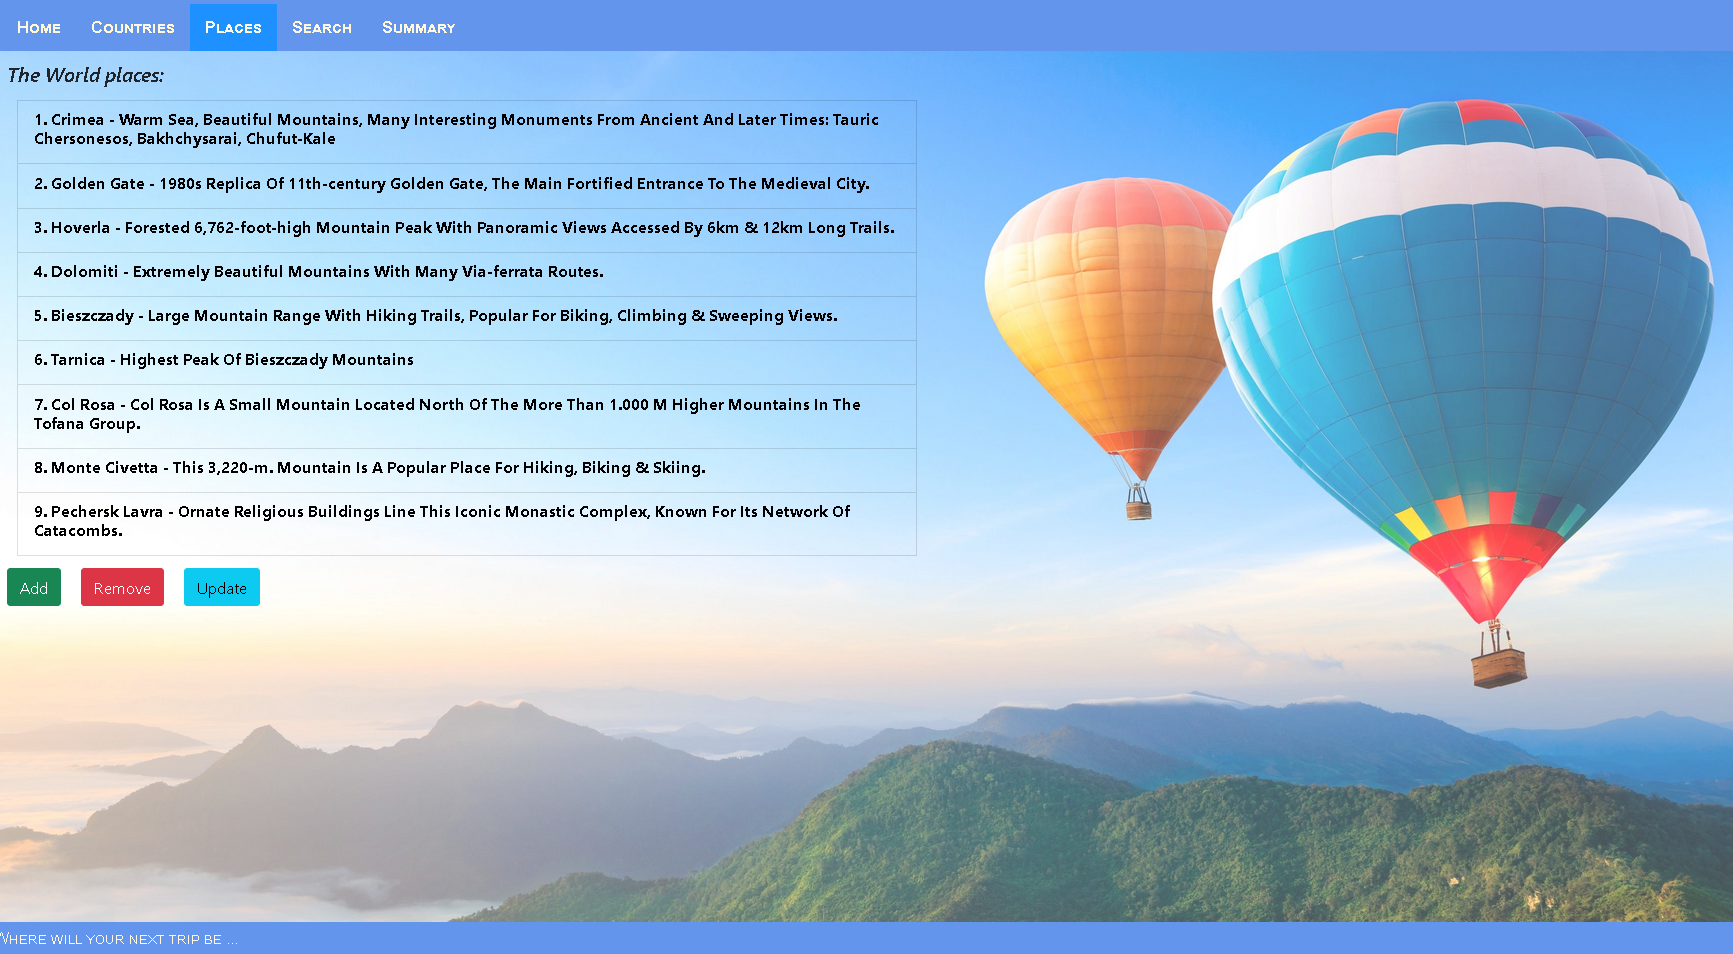 Home Countries Places Search Summary
The World places:
1. Crimea - Warm Sea, Beautiful Mountains, Many Interesting Monuments From Ancient And Later Times: Tauric
Chersonesos, Bakhchysarai, Chufut-Kale
2. Golden Gate - 1980s Replica Of 11th-century Golden Gate, The Main Fortified Entrance To The Medieval City.
3. Hoverla - Forested 6,762-foot-high Mountain Peak With Panoramic Views Accessed By 6km & 12km Long Trails.
4. Dolomiti - Extremely Beautiful Mountains With Many Via-ferrata Routes.
5. Bieszczady - Large Mountain Range With Hiking Trails, Popular For Biking, Climbing & Sweeping Views.
6. Tarnica - Highest Peak Of Bieszczady Mountains
7. Col Rosa - Col Rosa Is A Small Mountain Located North Of The More Than 1.000 M Higher Mountains In The
Tofana Group.
8. Monte Civetta - This 3,220-m. Mountain Is A Popular Place For Hiking, Biking & Skiing.
9. Pechersk Lavra - Ornate Religious Buildings Line This Iconic Monastic Complex, Known For Its Network Of
Catacombs.
Add Remove Update
Where will your next trip be ...